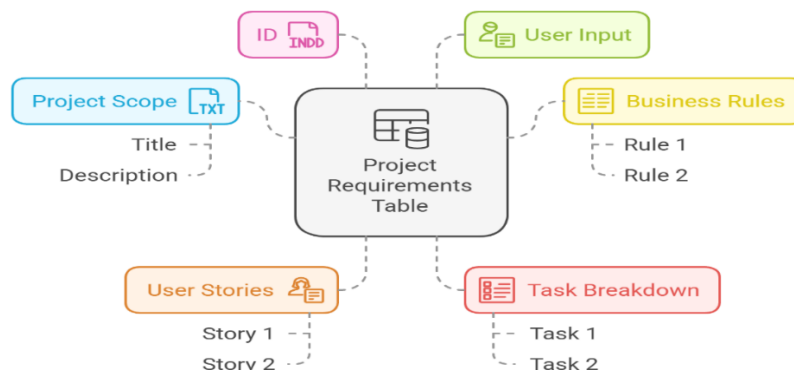 ID
INDD
User Input
Project Scope
TXT
Business Rules
Title
Description
Project
Requirements
Table
Rule 1
Rule 2
User Stories
Task Breakdown
Story 1
Story 2
Task 1
Task 2